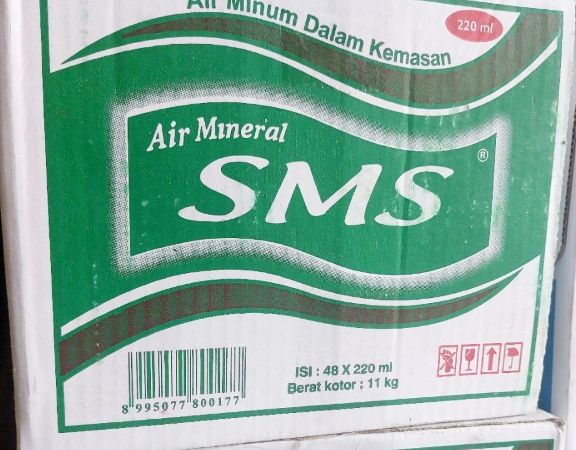 Air Minum Dalam Kemasan
220 ml
Air Mineral
SMS ®
ISI : 48 X 220 ml
Berat kotor : 11 kg
8 995077 800177